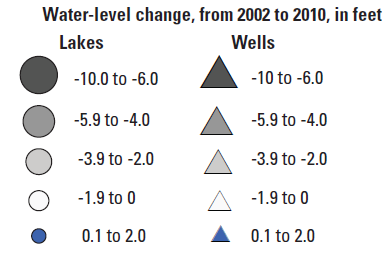 Water-level change, from 2002 to 2010, in feet
Lakes Wells
-10.0 to -6.0 -10 to -6.0
-5.9 to -4.0 -5.9 to -4.0
-3.9 to -2.0 -3.9 to -2.0
-1.9 to 0 -1.9 to 0
0.1 to 2.0 0.1 to 2.0